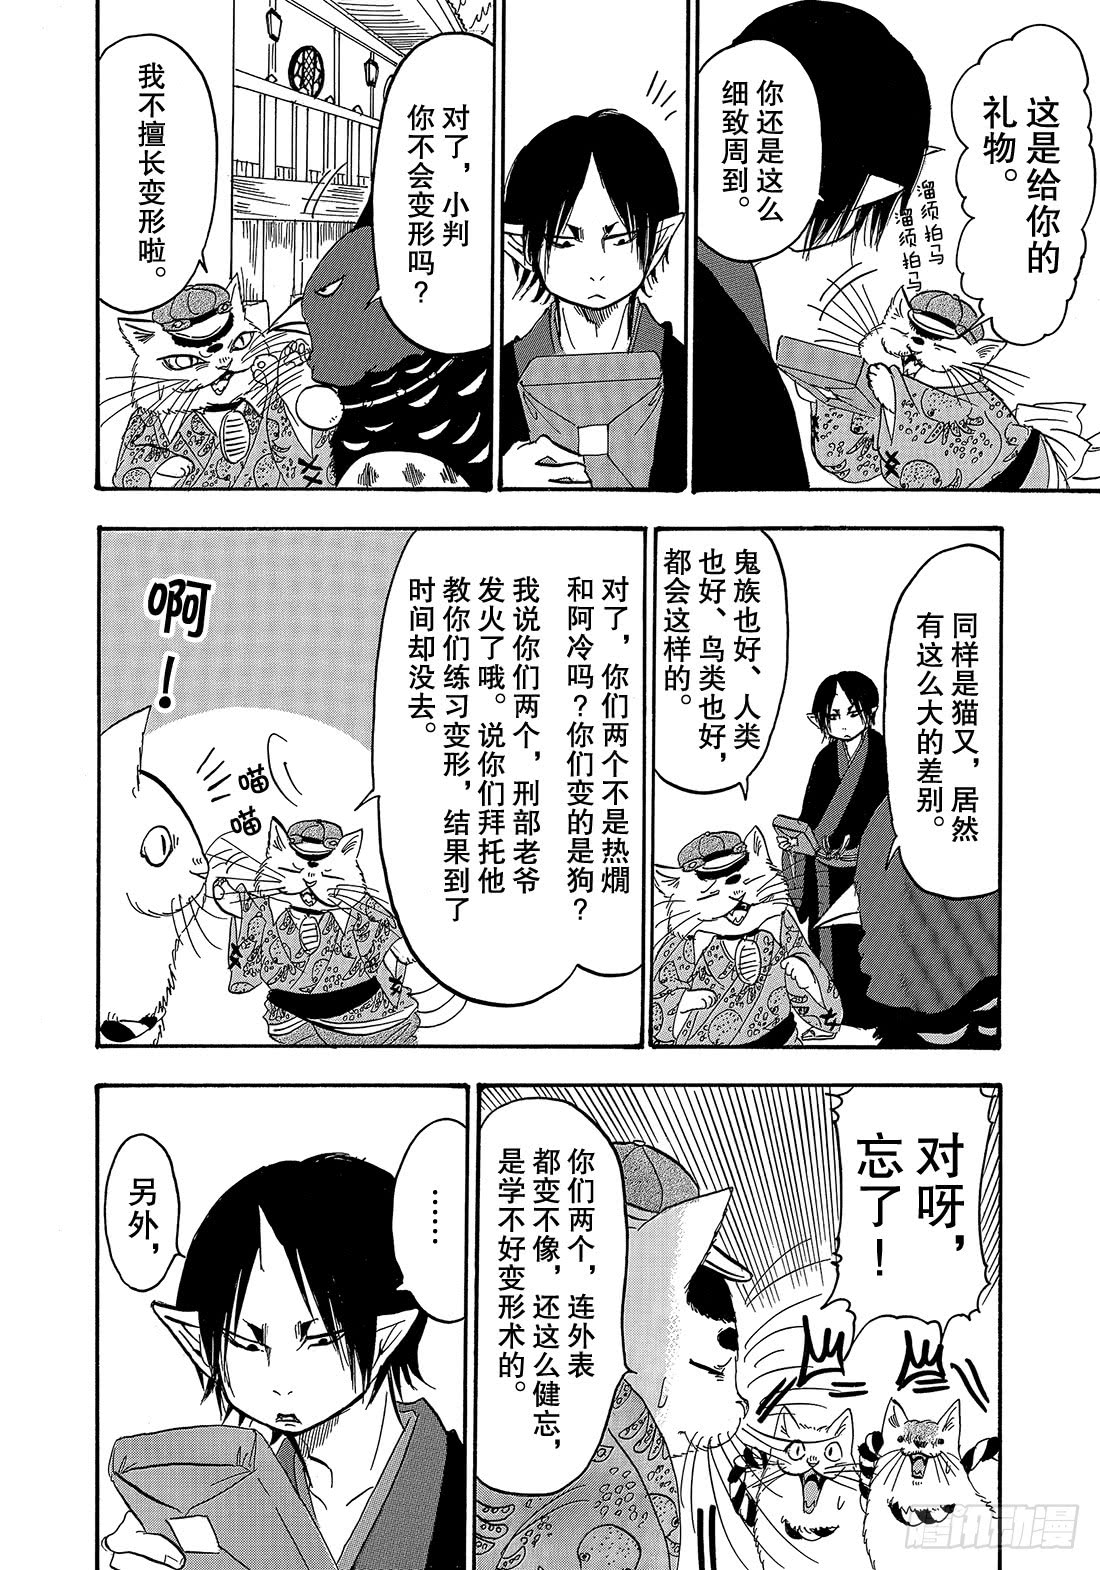 这是给你的
礼物。
溜须拍马
溜须拍马
你还是这么
细致周到。
对了，小判
你不会变形吗？
我不擅长变形啦。
同样是猫又，居然
有这么大的差别。
鬼族也好、人类
也好、鸟类也好，
都会这样的。
对了，你们两个不是热燗
和阿冷吗？你们变的是狗？
我说你们两个，刑部老爷
发火了哦。说你们拜托他
教你们练习变形，结果到了
时间却没去。
喵
喵
啊！
对呀，
忘了！
你们两个，连外表
都变不像，还这么健忘，
是学不好变形术的。
……
另外，
腾讯动漫